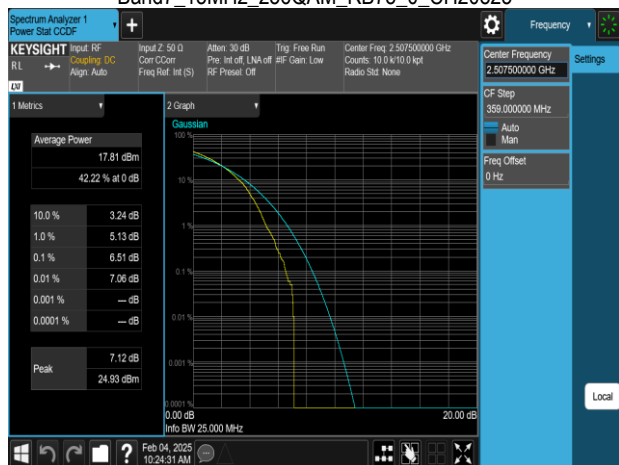 Band7_15MHz_256QAM_RB75_0_CH20825
Spectrum Analyzer 1
Power Stat CCDF
Frequency
KEYSIGHT
RL
LXI
Input: RF
Coupling: DC
Align: Auto
Input Z: 50 Ω
Corr CCorr
Freq Ref: Int (S)
Atten: 30 dB
Pre: Int off, LNA off
RF Preset: Off
Trig: Free Run
#IF Gain: Low
Center Freq: 2.507500000 GHz
Counts: 10.0 k/10.0 kpt
Radio Std: None
Center Frequency
2.507500000 GHz
Settings
CF Step
359.000000 MHz
Auto
Man
Freq Offset
0 Hz
Local
1 Metrics
Average Power
17.81 dBm
42.22 % at 0 dB
10.0 % 3.24 dB
1.0 % 5.13 dB
0.1 % 6.51 dB
0.01 % 7.06 dB
0.001 % --- dB
0.0001 % --- dB
Peak
7.12 dB
24.93 dBm
2 Graph
Gaussian
100 %
10 %
1 %
0.1 %
0.01 %
0.001 %
0.0001 %
0.00 dB 20.00 dB
Info BW 25.000 MHz
Feb 04, 2025
10:24:31 AM